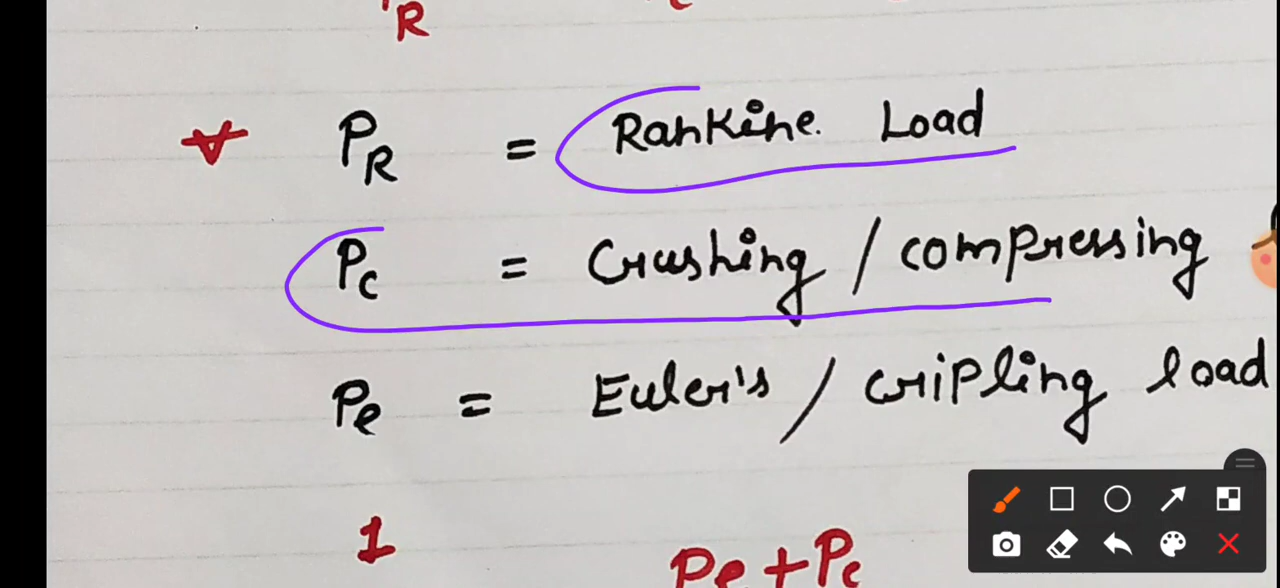 R
∀ PR = Rankine. Load
Pc = Crushing / compressing
Pe = Euler's / cripling load
1 Pe + Pc